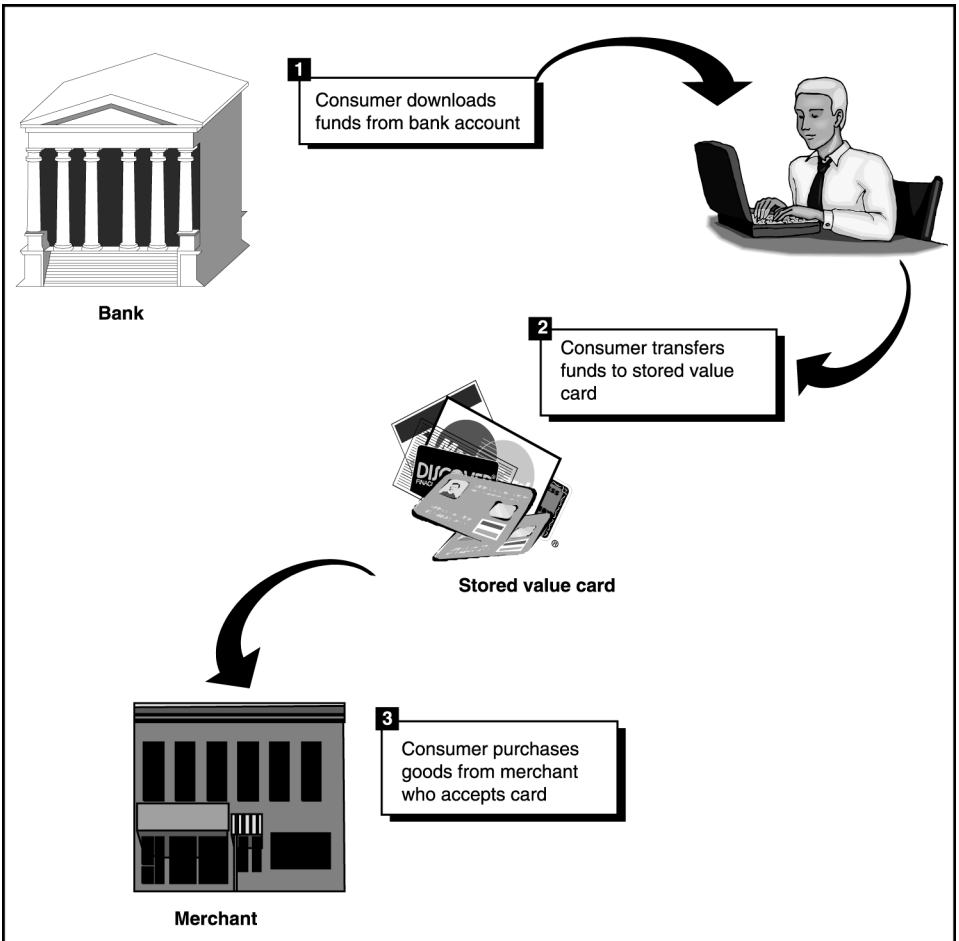 1
Consumer downloads
funds from bank account
Bank
2
Consumer transfers
funds to stored value
card
DISCOVER
Stored value card
3
Consumer purchases
goods from merchant
who accepts card
Merchant